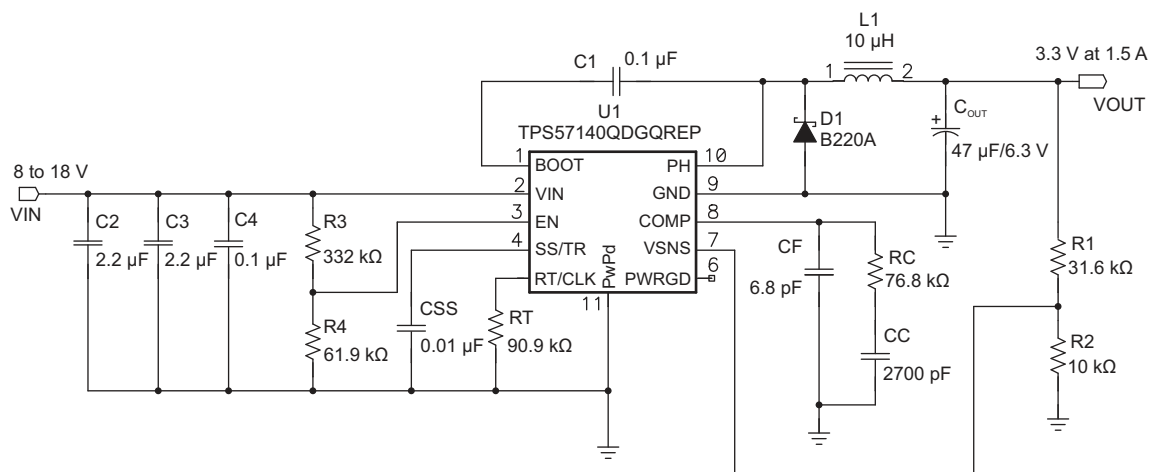 L1
10 µH
3.3 V at 1.5 A
C1
0.1 µF
1
2
VOUT
U1
TPS57140QDGQREP
D1
B220A
+
C_OUT
47 µF/6.3 V
8 to 18 V
VIN
1
BOOT
PH
10
2
VIN
GND
9
3
EN
COMP
8
4
SS/TR
VSNS
7
5
RT/CLK
PwPd
PWRGD
6
11
C2
2.2 µF
C3
2.2 µF
C4
0.1 µF
R3
332 kΩ
R4
61.9 kΩ
CSS
0.01 µF
RT
90.9 kΩ
CF
6.8 pF
RC
76.8 kΩ
CC
2700 pF
R1
31.6 kΩ
R2
10 kΩ